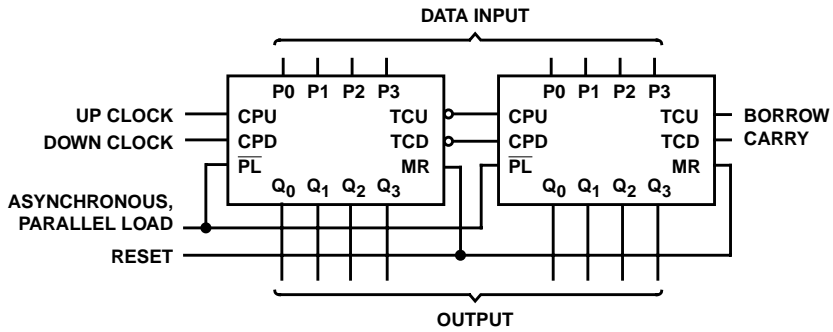 DATA INPUT
P0 P1 P2 P3
P0 P1 P2 P3
UP CLOCK
CPU
TCU
CPU
TCU
BORROW
DOWN CLOCK
CPD
TCD
CPD
TCD
CARRY
PL
MR
PL
MR
Q0 Q1 Q2 Q3
Q0 Q1 Q2 Q3
ASYNCHRONOUS,
PARALLEL LOAD
RESET
OUTPUT